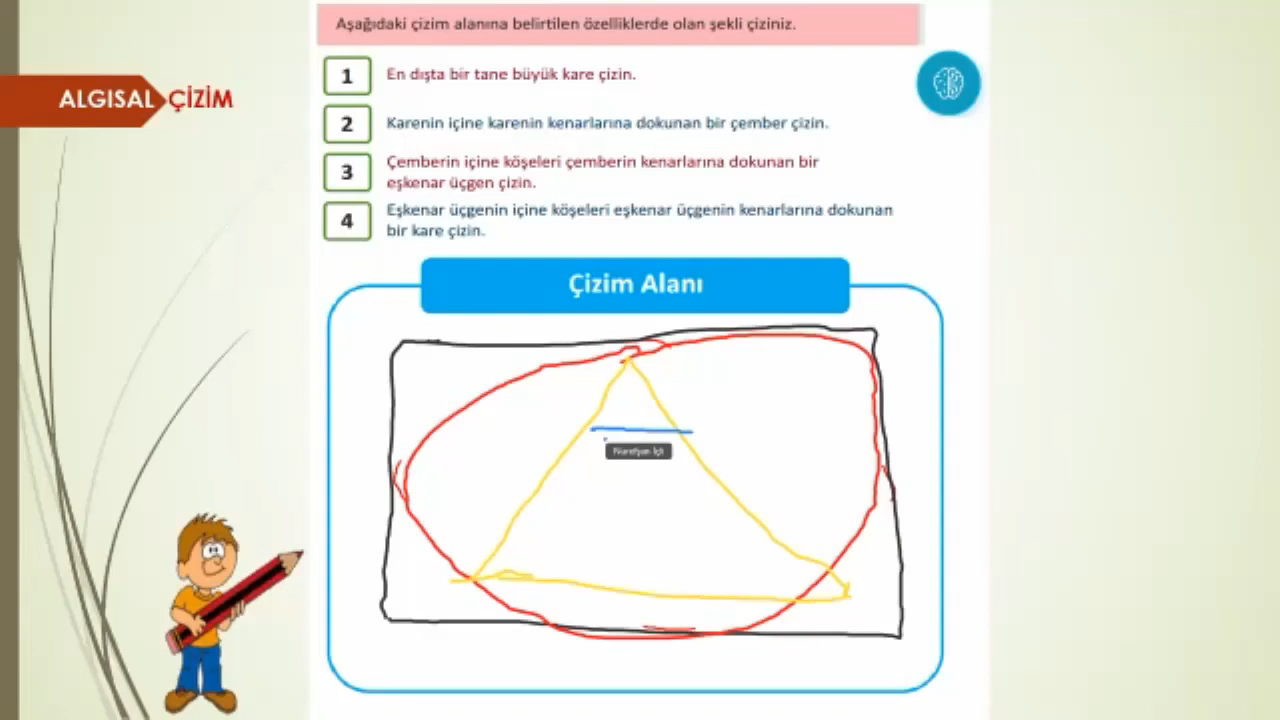 Aşağıdaki çizim alanına belirtilen özelliklerde olan şekli çiziniz.
ALGISAL ÇİZİM
1 En dışta bir tane büyük kare çizin.
2 Karenin içine karenin kenarlarına dokunan bir çember çizin.
3 Çemberin içine köşeleri çemberin kenarlarına dokunan bir
eşkenar üçgen çizin.
4 Eşkenar üçgenin içine köşeleri eşkenar üçgenin kenarlarına dokunan
bir kare çizin.
Çizim Alanı